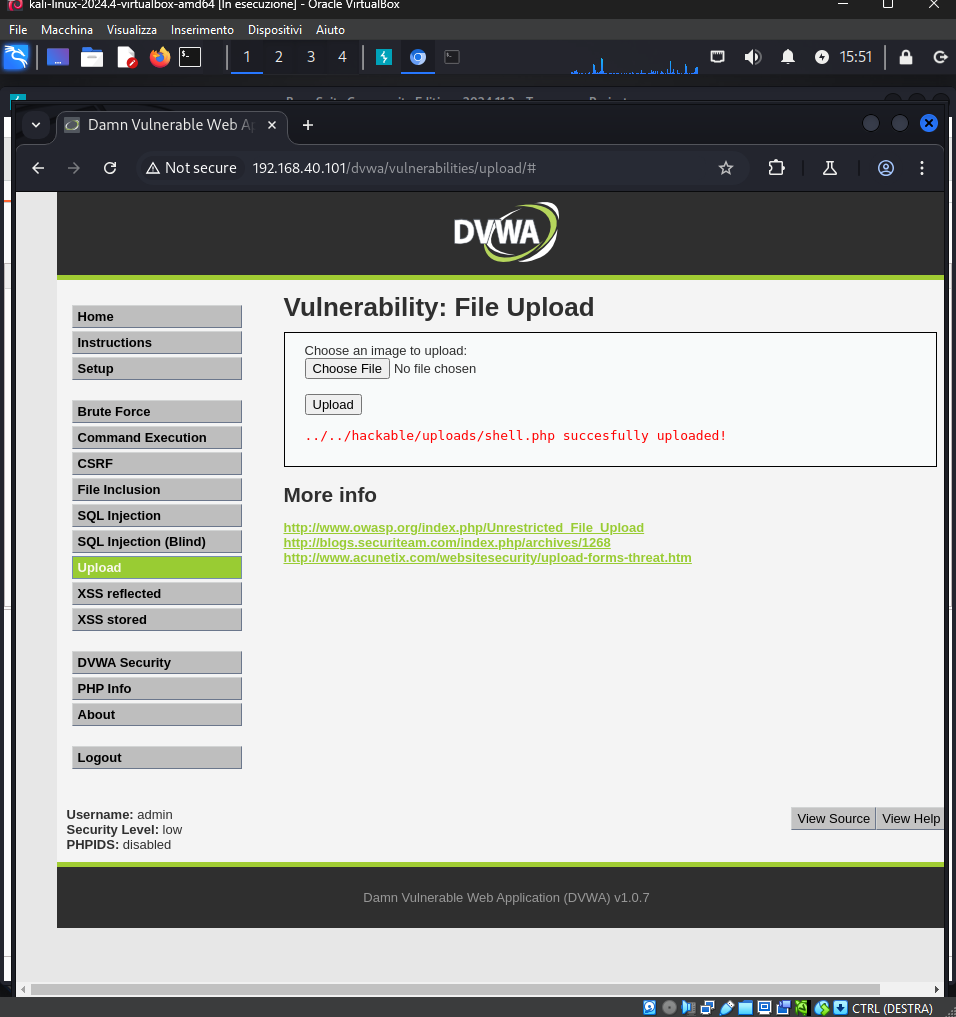 kali-linux-2024.4-virtualbox-amd64 [In esecuzione] - Oracle VirtualBox
File Macchina Visualizza Inserimento Dispositivi Aiuto
1 2 3 4 15:51
Damn Vulnerable Web Ap
Not secure 192.168.40.101/dvwa/vulnerabilities/upload/#
DVWA
Vulnerability: File Upload
Choose an image to upload:
Choose File No file chosen
Upload
../../hackable/uploads/shell.php succesfully uploaded!
More info
http://www.owasp.org/index.php/Unrestricted_File_Upload
http://blogs.securiteam.com/index.php/archives/1268
http://www.acunetix.com/websitesecurity/upload-forms-threat.htm
Home
Instructions
Setup
Brute Force
Command Execution
CSRF
File Inclusion
SQL Injection
SQL Injection (Blind)
Upload
XSS reflected
XSS stored
DVWA Security
PHP Info
About
Logout
Username: admin
Security Level: low
PHPIDS: disabled
View Source View Help
Damn Vulnerable Web Application (DVWA) v1.0.7
CTRL (DESTRA)